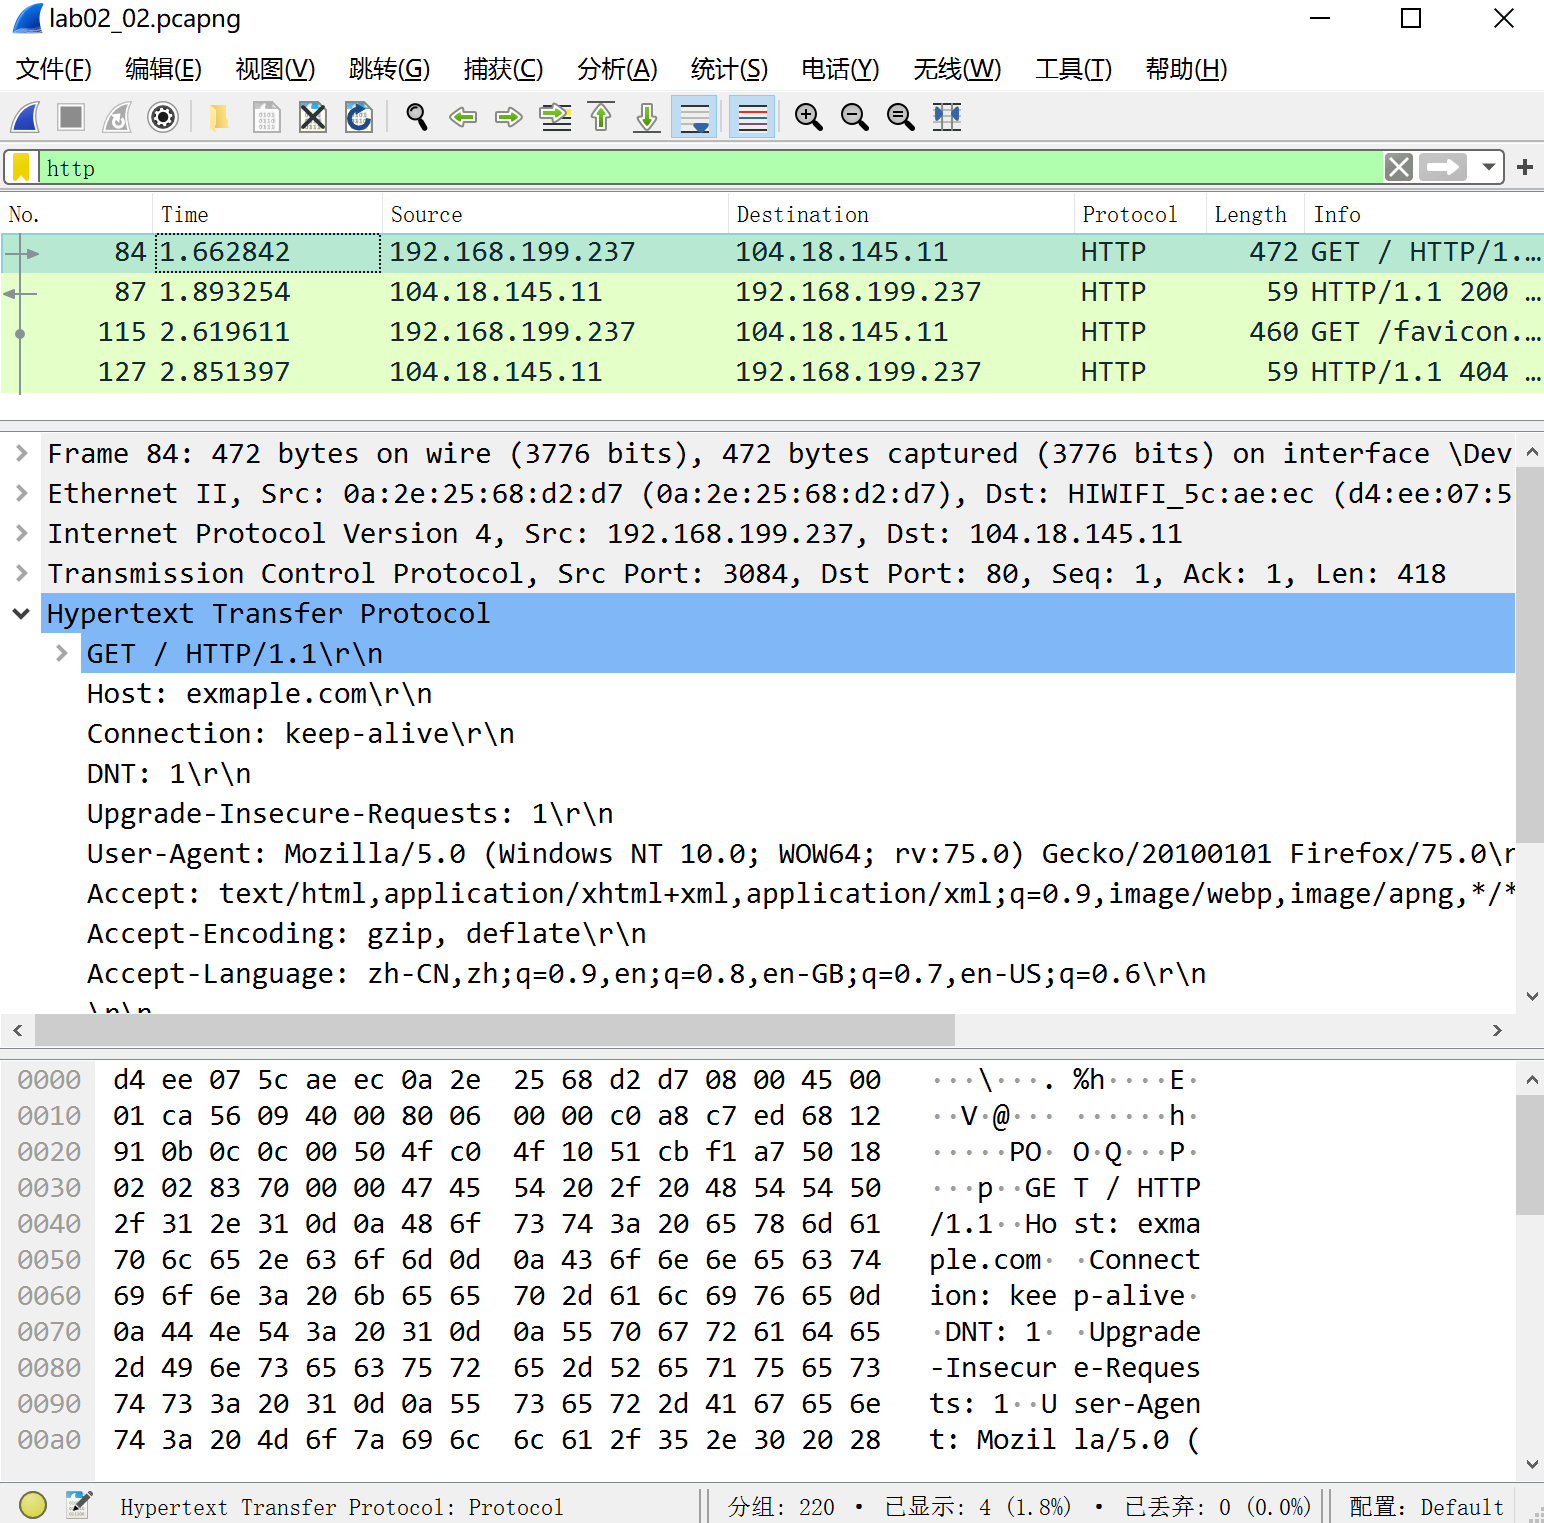 lab02_02.pcapng
文件(F) 编辑(E) 视图(V) 跳转(G) 捕获(C) 分析(A) 统计(S) 电话(Y) 无线(W) 工具(T) 帮助(H)
http
No. Time Source Destination Protocol Length Info
84 1.662842 192.168.199.237 104.18.145.11 HTTP 472 GET / HTTP/1.…
87 1.893254 104.18.145.11 192.168.199.237 HTTP 59 HTTP/1.1 200 …
115 2.619611 192.168.199.237 104.18.145.11 HTTP 460 GET /favicon.…
127 2.851397 104.18.145.11 192.168.199.237 HTTP 59 HTTP/1.1 404 …
Frame 84: 472 bytes on wire (3776 bits), 472 bytes captured (3776 bits) on interface \Dev
Ethernet II, Src: 0a:2e:25:68:d2:d7 (0a:2e:25:68:d2:d7), Dst: HIWIFI_5c:ae:ec (d4:ee:07:5
Internet Protocol Version 4, Src: 192.168.199.237, Dst: 104.18.145.11
Transmission Control Protocol, Src Port: 3084, Dst Port: 80, Seq: 1, Ack: 1, Len: 418
Hypertext Transfer Protocol
GET / HTTP/1.1\r\n
Host: exmaple.com\r\n
Connection: keep-alive\r\n
DNT: 1\r\n
Upgrade-Insecure-Requests: 1\r\n
User-Agent: Mozilla/5.0 (Windows NT 10.0; WOW64; rv:75.0) Gecko/20100101 Firefox/75.0\r
Accept: text/html,application/xhtml+xml,application/xml;q=0.9,image/webp,image/apng,*/*
Accept-Encoding: gzip, deflate\r\n
Accept-Language: zh-CN,zh;q=0.9,en;q=0.8,en-GB;q=0.7,en-US;q=0.6\r\n
\r\n
0000 d4 ee 07 5c ae ec 0a 2e 25 68 d2 d7 08 00 45 00 ···\···. %h····E·
0010 01 ca 56 09 40 00 80 06 00 00 c0 a8 c7 ed 68 12 ··V·@··· ······h·
0020 91 0b 0c 0c 00 50 4f c0 4f 10 51 cb f1 a7 50 18 ·····PO· O·Q···P·
0030 02 02 83 70 00 00 47 45 54 20 2f 20 48 54 54 50 ···p··GE T / HTTP
0040 2f 31 2e 31 0d 0a 48 6f 73 74 3a 20 65 78 6d 61 /1.1··Ho st: exma
0050 70 6c 65 2e 63 6f 6d 0d 0a 43 6f 6e 6e 65 63 74 ple.com· ·Connect
0060 69 6f 6e 3a 20 6b 65 65 70 2d 61 6c 69 76 65 0d ion: kee p-alive·
0070 0a 44 4e 54 3a 20 31 0d 0a 55 70 67 72 61 64 65 ·DNT: 1· ·Upgrade
0080 2d 49 6e 73 65 63 75 72 65 2d 52 65 71 75 65 73 -Insecur e-Reques
0090 74 73 3a 20 31 0d 0a 55 73 65 72 2d 41 67 65 6e ts: 1··U ser-Agen
00a0 74 3a 20 4d 6f 7a 69 6c 6c 61 2f 35 2e 30 20 28 t: Mozil la/5.0 (
Hypertext Transfer Protocol: Protocol 分组: 220 · 已显示: 4 (1.8%) · 已丢弃: 0 (0.0%) 配置: Default